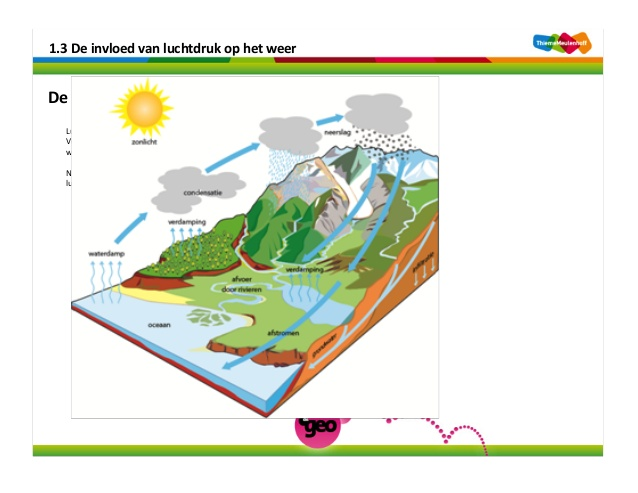 1.3 De invloed van luchtdruk op het weer
ThiemeMeulenhoff
De
zonlicht
neerslag
condensatie
verdamping
waterdamp
verdamping
afvoer
door rivieren
infiltratie
oceaan
afstromen
grondwater
geo